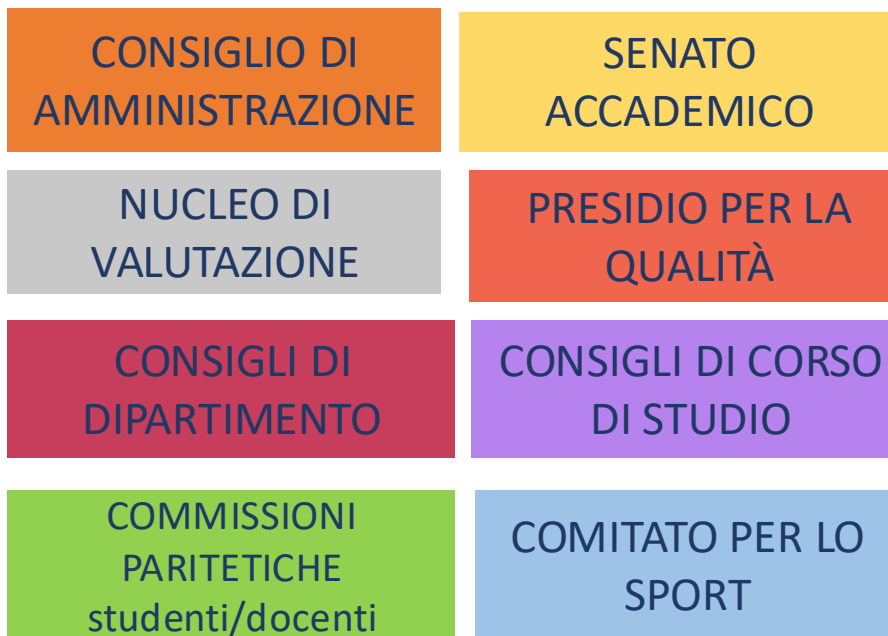 CONSIGLIO DI
AMMINISTRAZIONE
SENATO
ACCADEMICO
NUCLEO DI
VALUTAZIONE
PRESIDIO PER LA
QUALITÀ
CONSIGLI DI
DIPARTIMENTO
CONSIGLI DI CORSO
DI STUDIO
COMMISSIONI
PARITETICHE
studenti/docenti
COMITATO PER LO
SPORT